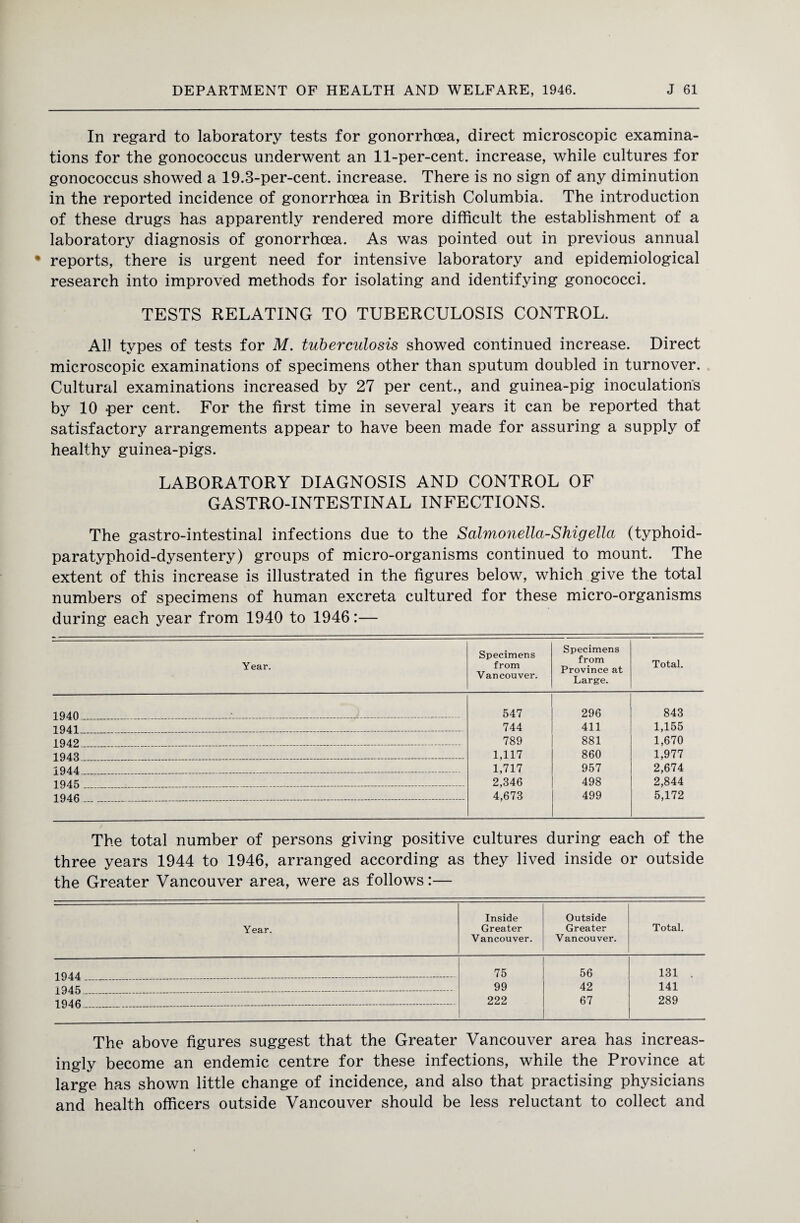 DEPARTMENT OF HEALTH AND WELFARE, 1946. J 61
In regard to laboratory tests for gonorrhœa, direct microscopic examina-
tions for the gonococcus underwent an 11-per-cent. increase, while cultures for
gonococcus showed a 19.3-per-cent. increase. There is no sign of any diminution
in the reported incidence of gonorrhœa in British Columbia. The introduction
of these drugs has apparently rendered more difficult the establishment of a
laboratory diagnosis of gonorrhœa. As was pointed out in previous annual
reports, there is urgent need for intensive laboratory and epidemiological
research into improved methods for isolating and identifying gonococci.
TESTS RELATING TO TUBERCULOSIS CONTROL.
All types of tests for M. tuberculosis showed continued increase. Direct
microscopic examinations of specimens other than sputum doubled in turnover.
Cultural examinations increased by 27 per cent., and guinea-pig inoculations
by 10 per cent. For the first time in several years it can be reported that
satisfactory arrangements appear to have been made for assuring a supply of
healthy guinea-pigs.
LABORATORY DIAGNOSIS AND CONTROL OF
GASTRO-INTESTINAL INFECTIONS.
The gastro-intestinal infections due to the Salmonella-Shigella (typhoid-
paratyphoid-dysentery) groups of micro-organisms continued to mount. The
extent of this increase is illustrated in the figures below, which give the total
numbers of specimens of human excreta cultured for these micro-organisms
during each year from 1940 to 1946:—
Year. Specimens from Vancouver. Specimens from Province at Large. Total.
1940 547 296 843
1941 744 411 1,155
1942 789 881 1,670
1943 1,117 860 1,977
1944 1,717 957 2,674
1945 2,346 498 2,844
1946 4,673 499 5,172
The total number of persons giving positive cultures during each of the
three years 1944 to 1946, arranged according as they lived inside or outside
the Greater Vancouver area, were as follows:—
Year. Inside Greater Vancouver. Outside Greater Vancouver. Total.
1944 75 56 131
1945 99 42 141
1946 222 67 289
The above figures suggest that the Greater Vancouver area has increas-
ingly become an endemic centre for these infections, while the Province at
large has shown little change of incidence, and also that practising physicians
and health officers outside Vancouver should be less reluctant to collect and